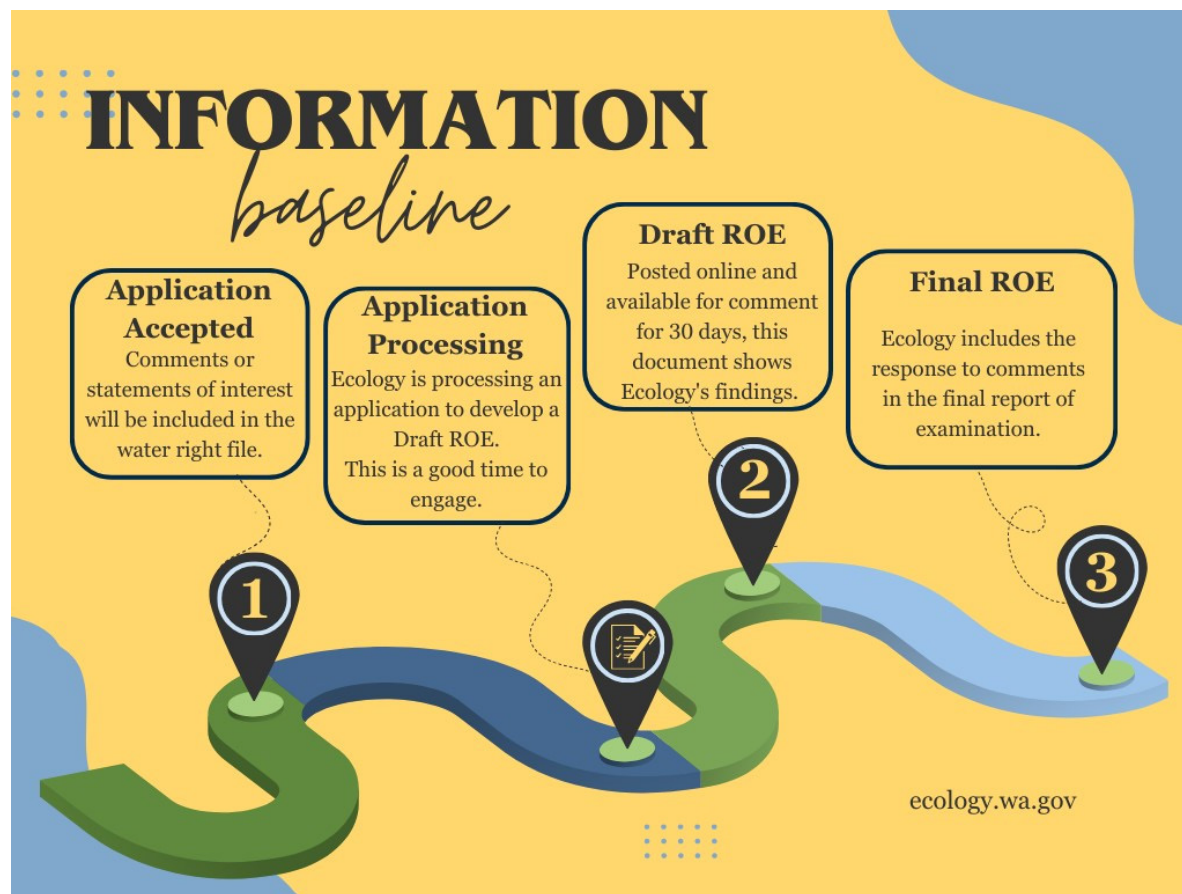 INFORMATION
baseline
Application
Accepted
Comments or
statements of interest
will be included in the
water right file.
Application
Processing
Ecology is processing an
application to develop a
Draft ROE.
This is a good time to
engage.
Draft ROE
Posted online and
available for comment
for 30 days, this
document shows
Ecology's findings.
Final ROE
Ecology includes the
response to comments
in the final report of
examination.
1
2
3
ecology.wa.gov